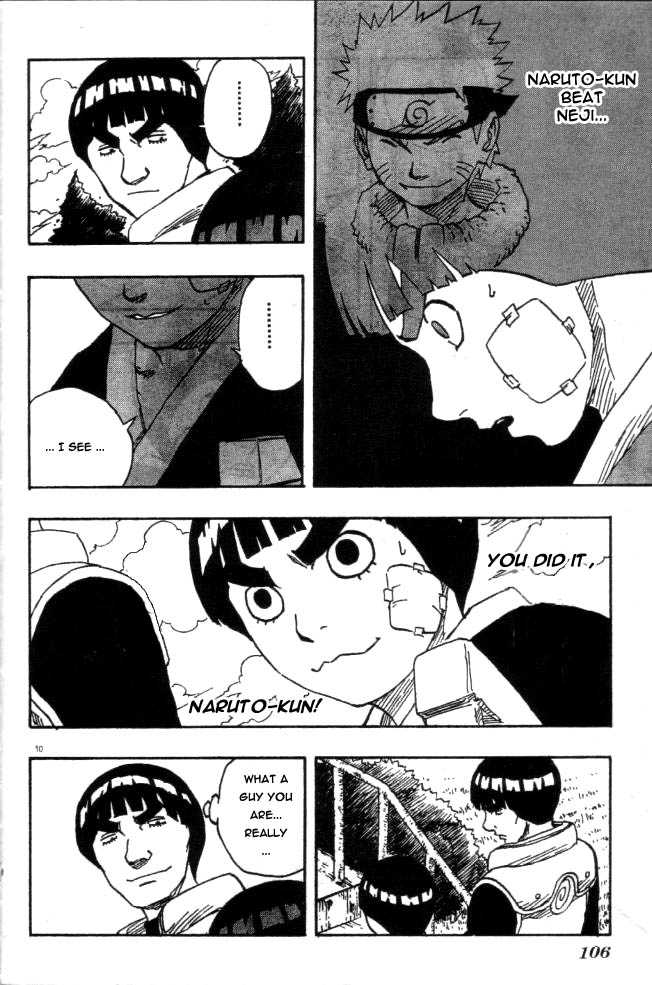 NARUTO-KUN
BEAT
NEJI...
.........
.........
... I SEE ...
YOU DID IT,
NARUTO-KUN!
10
WHAT A
GUY YOU
ARE...
REALLY
...
106